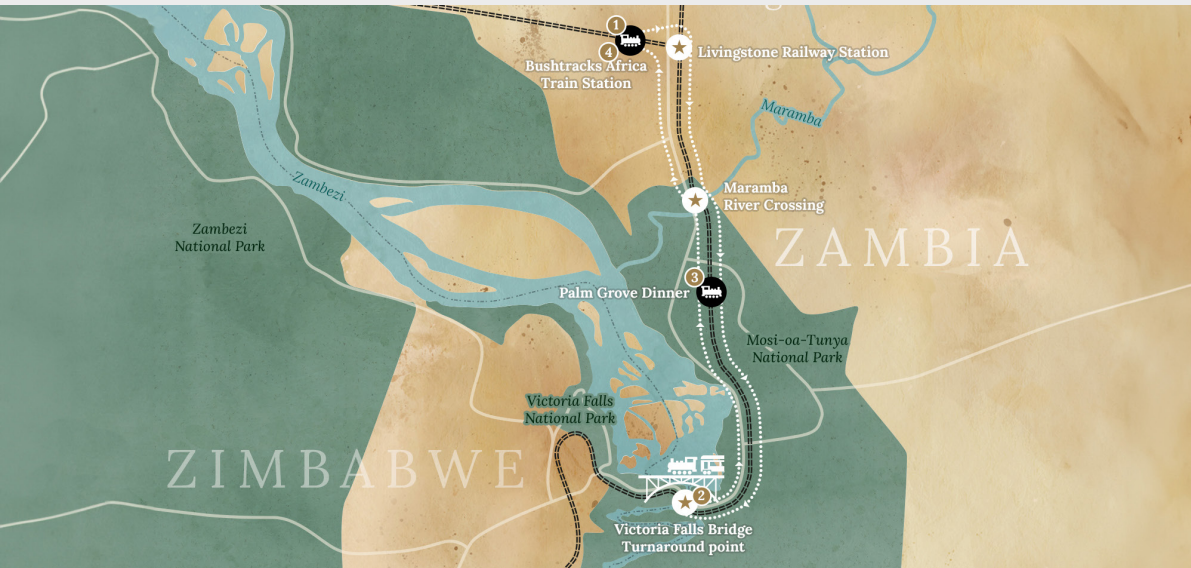 1
4
Bushtracks Africa
Train Station
Livingstone Railway Station
Maramba
Zambezi
Maramba
River Crossing
Zambezi
National Park
ZAMBIA
3
Palm Grove Dinner
Mosi-oa-Tunya
National Park
Victoria Falls
National Park
ZIMBABWE
2
Victoria Falls Bridge
Turnaround point